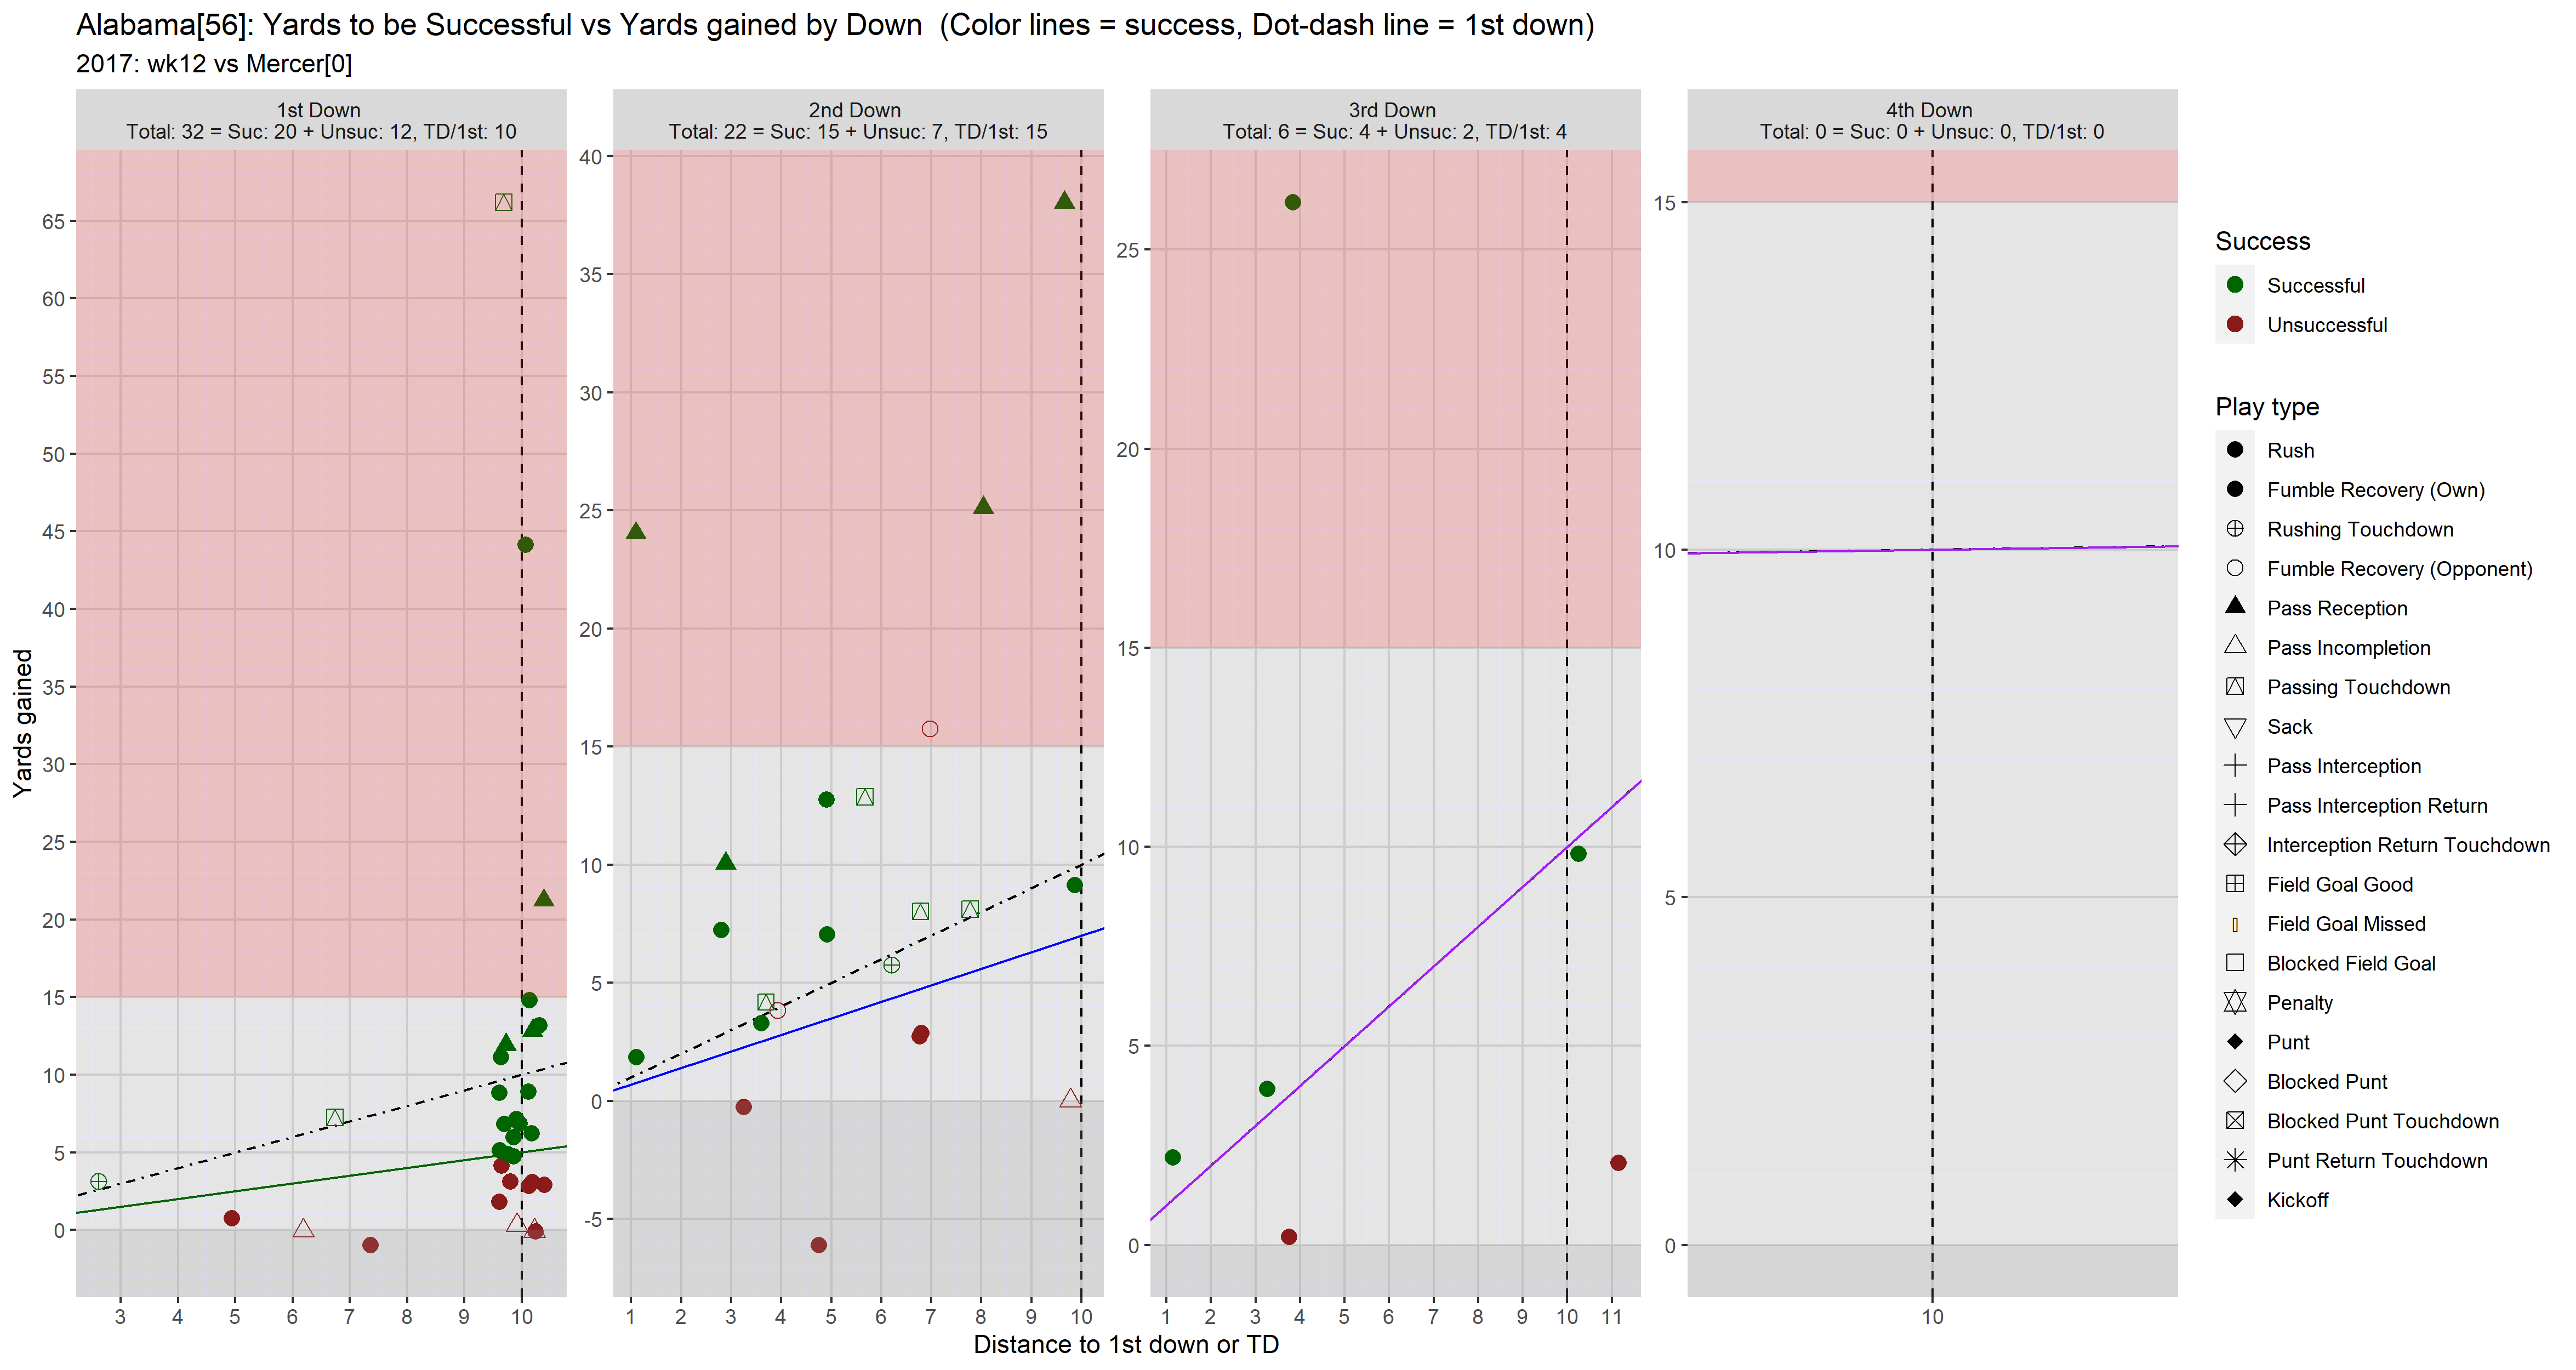 Alabama[56]: Yards to be Successful vs Yards gained by Down  (Color lines = success, Dot-dash line = 1st down)
2017: wk12 vs Mercer[0]
1st Down
Total: 32 = Suc: 20 + Unsuc: 12, TD/1st: 10
2nd Down
Total: 22 = Suc: 15 + Unsuc: 7, TD/1st: 15
3rd Down
Total: 6 = Suc: 4 + Unsuc: 2, TD/1st: 4
4th Down
Total: 0 = Suc: 0 + Unsuc: 0, TD/1st: 0
Yards gained
65
60
55
50
45
40
35
30
25
20
15
10
5
0
3 4 5 6 7 8 9 10
40
35
30
25
20
15
10
5
0
-5
1 2 3 4 5 6 7 8 9 10
25
20
15
10
5
0
1 2 3 4 5 6 7 8 9 10 11
15
10
5
0
10
Distance to 1st down or TD
Success
Successful
Unsuccessful
Play type
Rush
Fumble Recovery (Own)
Rushing Touchdown
Fumble Recovery (Opponent)
Pass Reception
Pass Incompletion
Passing Touchdown
Sack
Pass Interception
Pass Interception Return
Interception Return Touchdown
Field Goal Good
Field Goal Missed
Blocked Field Goal
Penalty
Punt
Blocked Punt
Blocked Punt Touchdown
Punt Return Touchdown
Kickoff